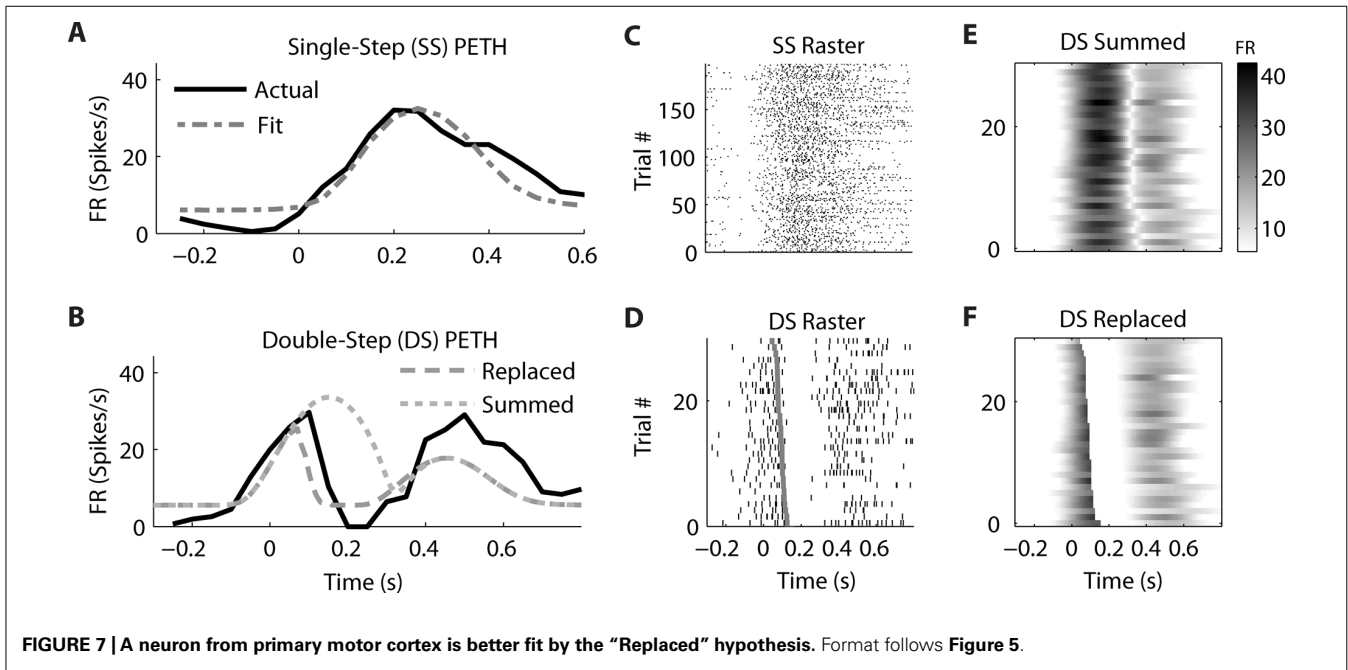 A
Single-Step (SS) PETH
Actual
Fit
FR (Spikes/s)
40
20
0
−0.2 0 0.2 0.4 0.6
B
Double-Step (DS) PETH
Replaced
Summed
FR (Spikes/s)
40
20
0
−0.2 0 0.2 0.4 0.6
Time (s)
C
SS Raster
Trial #
150
100
50
0
D
DS Raster
Trial #
20
0
−0.2 0 0.2 0.4 0.6
Time (s)
E
DS Summed
20
0
FR
40
30
20
10
F
DS Replaced
20
0
−0.2 0 0.2 0.4 0.6
Time (s)
FIGURE 7 | A neuron from primary motor cortex is better fit by the “Replaced” hypothesis. Format follows Figure 5.